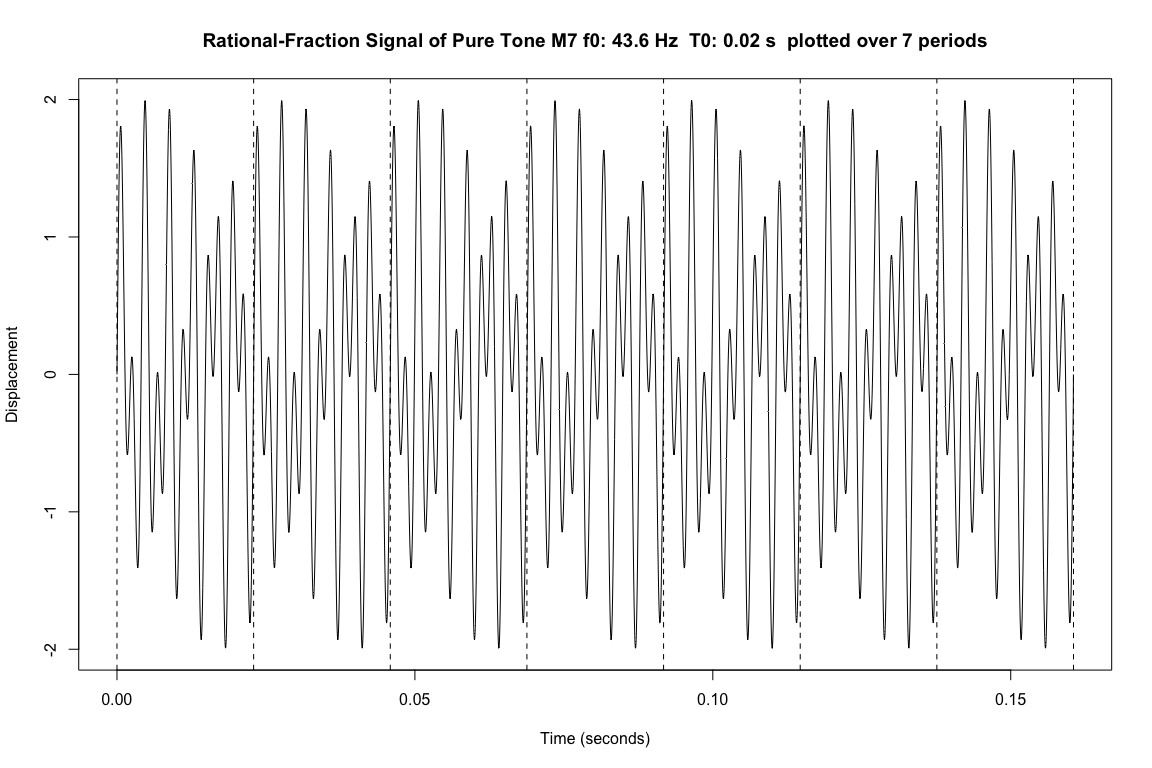 Rational-Fraction Signal of Pure Tone M7 f0: 43.6 Hz  T0: 0.02 s  plotted over 7 periods
2
1
0
-1
-2
Displacement
0.00 0.05 0.10 0.15
Time (seconds)